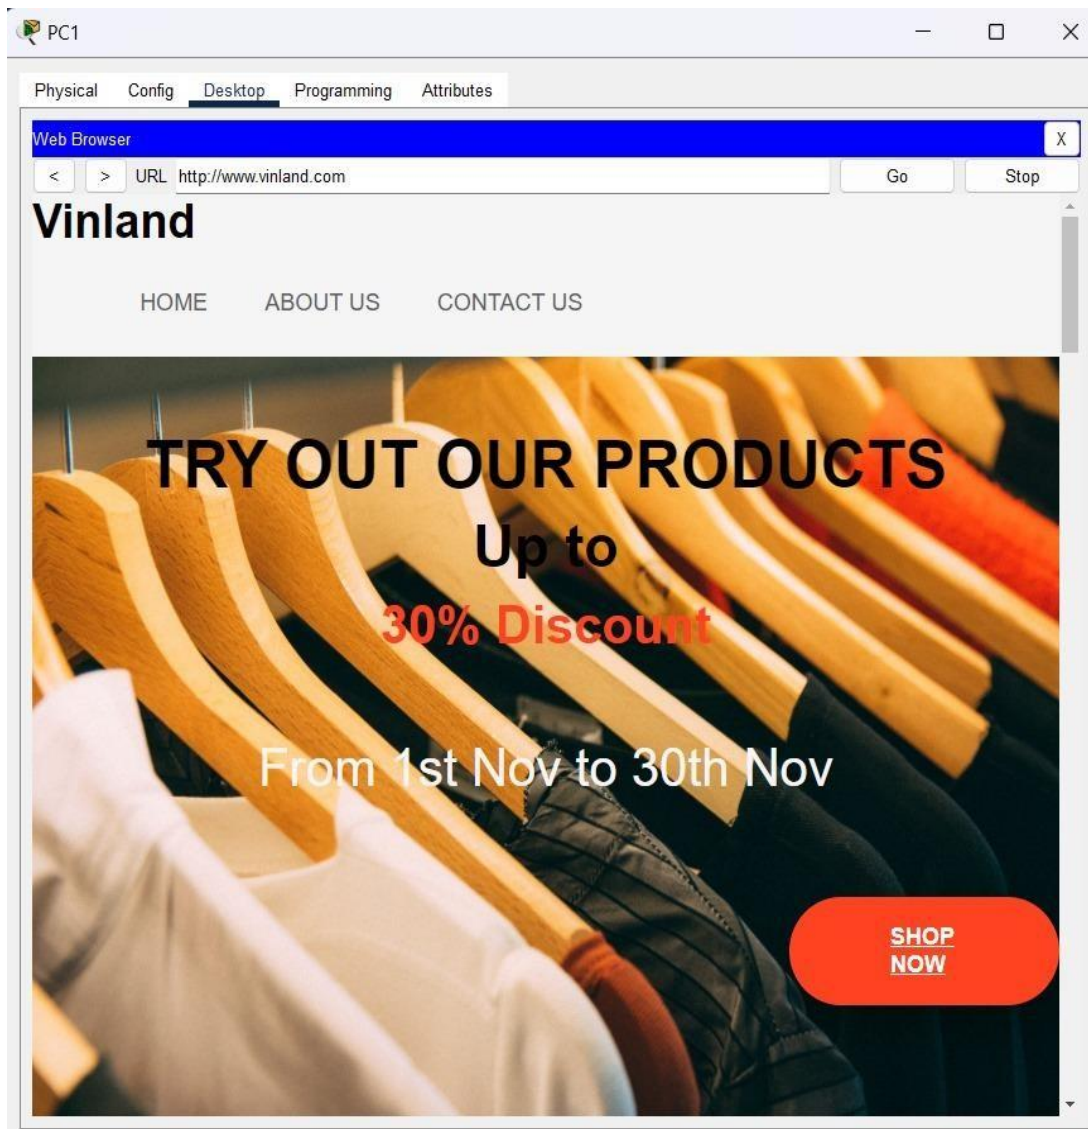 PC1
Physical Config Desktop Programming Attributes
Web Browser X
< > URL http://www.vinland.com Go Stop
Vinland
HOME ABOUT US CONTACT US
TRY OUT OUR PRODUCTS
Up to
30% Discount
From 1st Nov to 30th Nov
SHOP
NOW